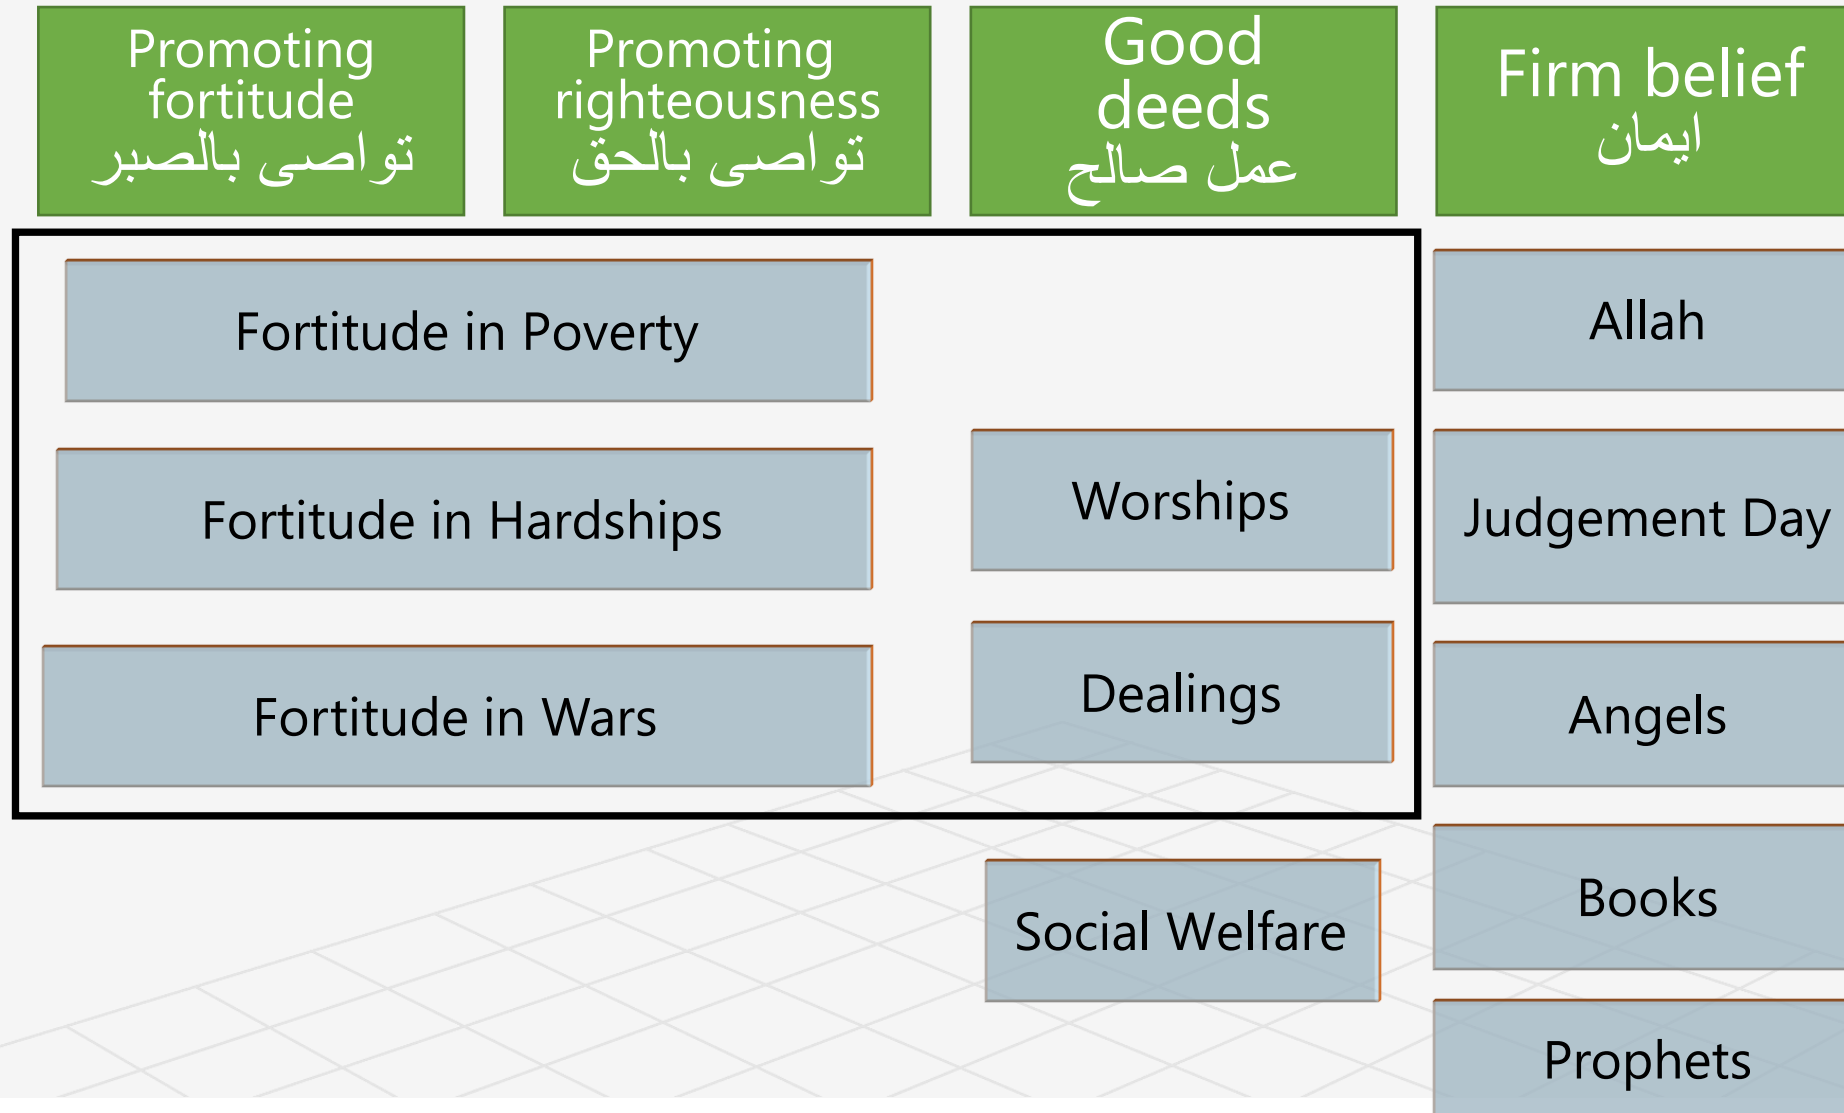 Promoting
fortitude
تواصی بالصبر
Promoting
righteousness
تواصی بالحق
Good
deeds
عمل صالح
Firm belief
ایمان
Fortitude in Poverty
Fortitude in Hardships
Fortitude in Wars
Worships
Dealings
Social Welfare
Allah
Judgement Day
Angels
Books
Prophets